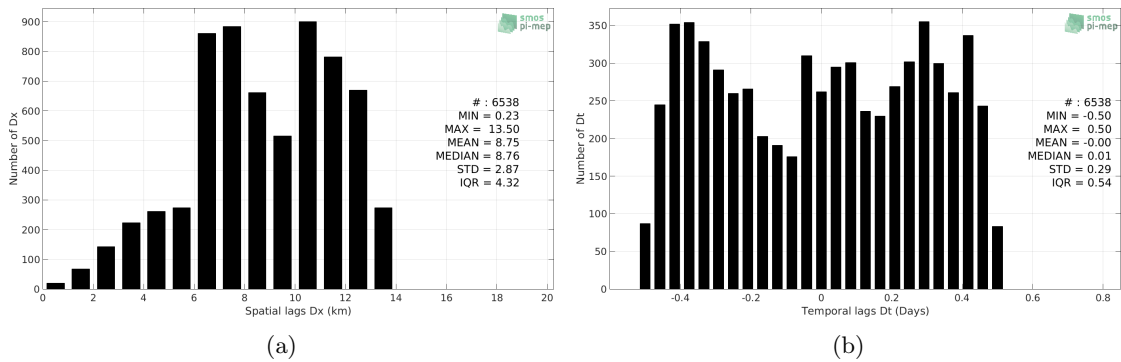 900
800
700
600
500
400
300
200
100
0
Number of Dx
0 2 4 6 8 10 12 14 16 18 20
Spatial lags Dx (km)
smos
pi-mep
# : 6538
MIN = 0.23
MAX = 13.50
MEAN = 8.75
MEDIAN = 8.76
STD = 2.87
IQR = 4.32
(a)
350
300
250
200
150
100
50
0
Number of Dt
-0.4 -0.2 0 0.2 0.4 0.6 0.8
Temporal lags Dt (Days)
smos
pi-mep
# : 6538
MIN = -0.50
MAX = 0.50
MEAN = -0.00
MEDIAN = 0.01
STD = 0.29
IQR = 0.54
(b)